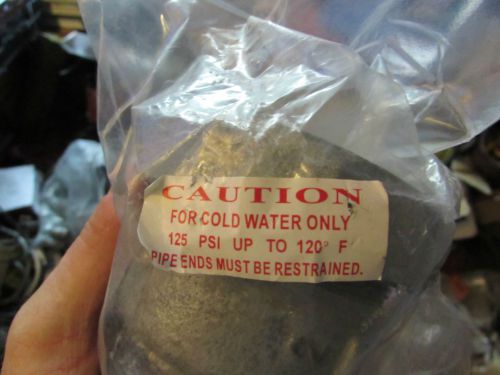 CAUTION
FOR COLD WATER ONLY
125 PSI UP TO 120° F
PIPE ENDS MUST BE RESTRAINED.